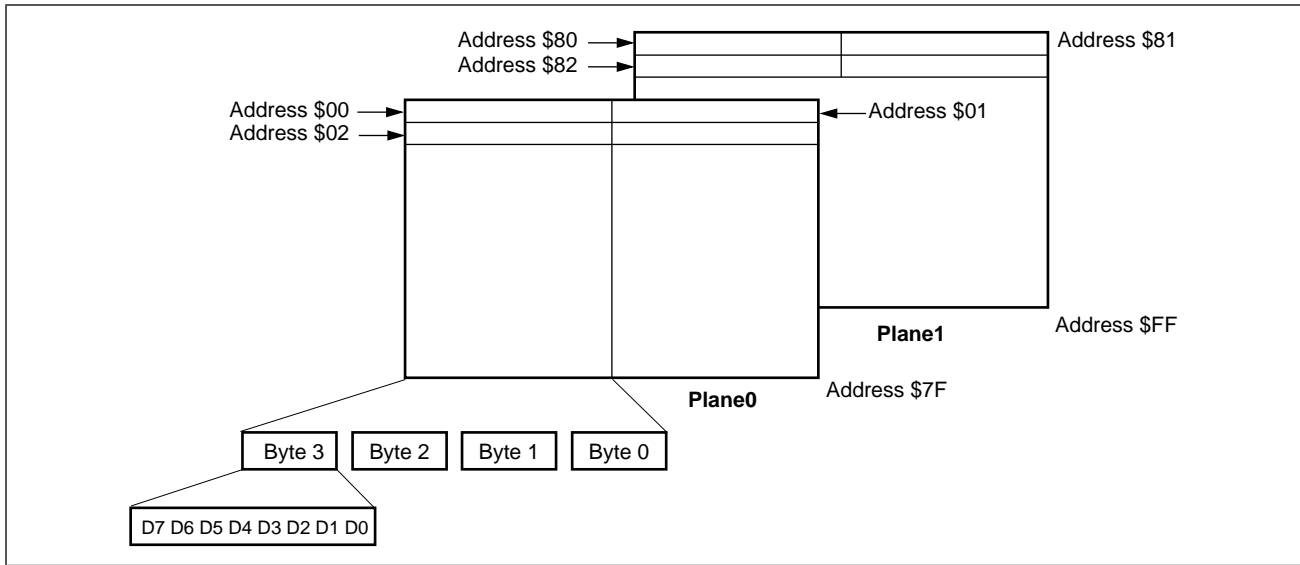 Address $80
Address $81
Address $82
Address $00
Address $01
Address $02
Plane1
Address $FF
Plane0
Address $7F
Byte 3
Byte 2
Byte 1
Byte 0
D7 D6 D5 D4 D3 D2 D1 D0